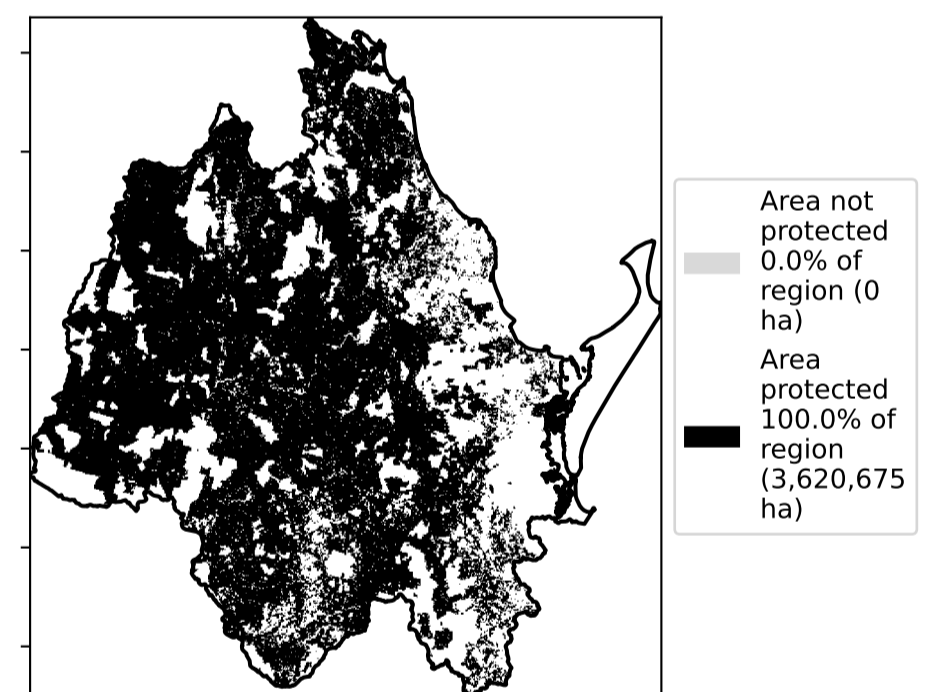 Area not
protected
0.0% of
region (0
ha)
Area
protected
100.0% of
region
(3,620,675
ha)